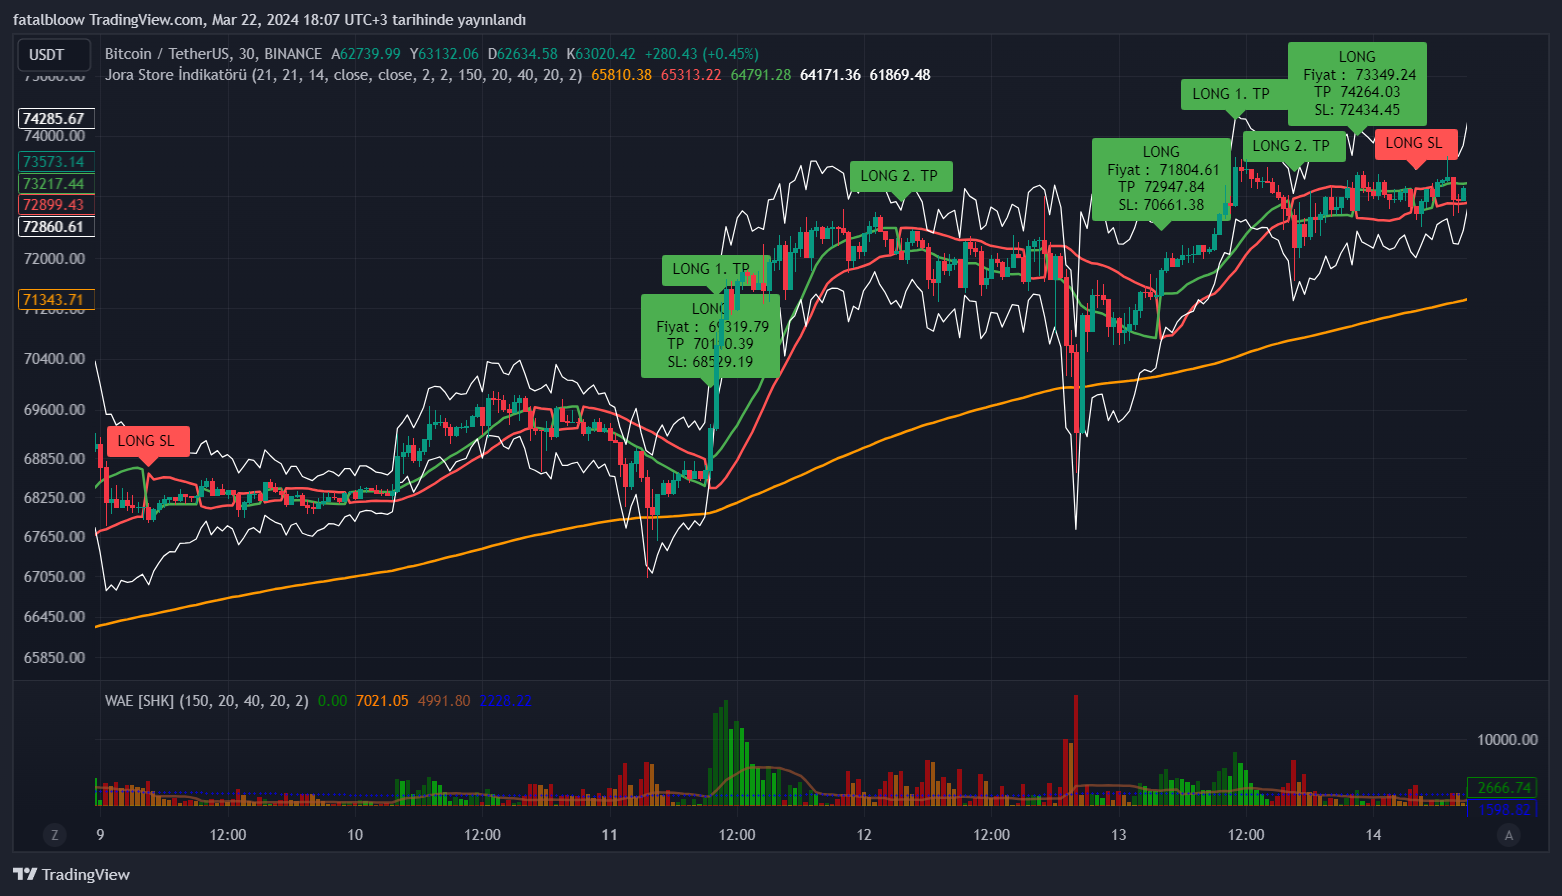 fatalbloow TradingView.com, Mar 22, 2024 18:07 UTC+3 tarihinde yayınlandı
USDT
Bitcoin / TetherUS, 30, BINANCE A62739.99 Y63132.06 D62634.58 K63020.42 +280.43 (+0.45%)
Jora Store İndikatörü (21, 21, 14, close, close, 2, 2, 150, 20, 40, 20, 2) 65810.38 65313.22 64791.28 64171.36 61869.48
74285.67
74000.00
73573.14
73217.44
72899.43
72860.61
72000.00
71343.71
70400.00
69600.00
68850.00
68250.00
67650.00
67050.00
66450.00
65850.00
LONG SL
LONG 1. TP
LONG
Fiyat : 69319.79
SL: 68529.19
LONG 2. TP
LONG
Fiyat : 71804.61
TP 72947.84
SL: 70661.38
LONG 1. TP
LONG 2. TP
LONG
Fiyat : 73349.24
TP 74264.03
SL: 72434.45
LONG SL
WAE [SHK] (150, 20, 40, 20, 2) 0.00 7021.05 4991.80
10000.00
2666.74
1598.82
Z
9
12:00
10
12:00
11
12:00
12
12:00
13
12:00
14
A
TradingView